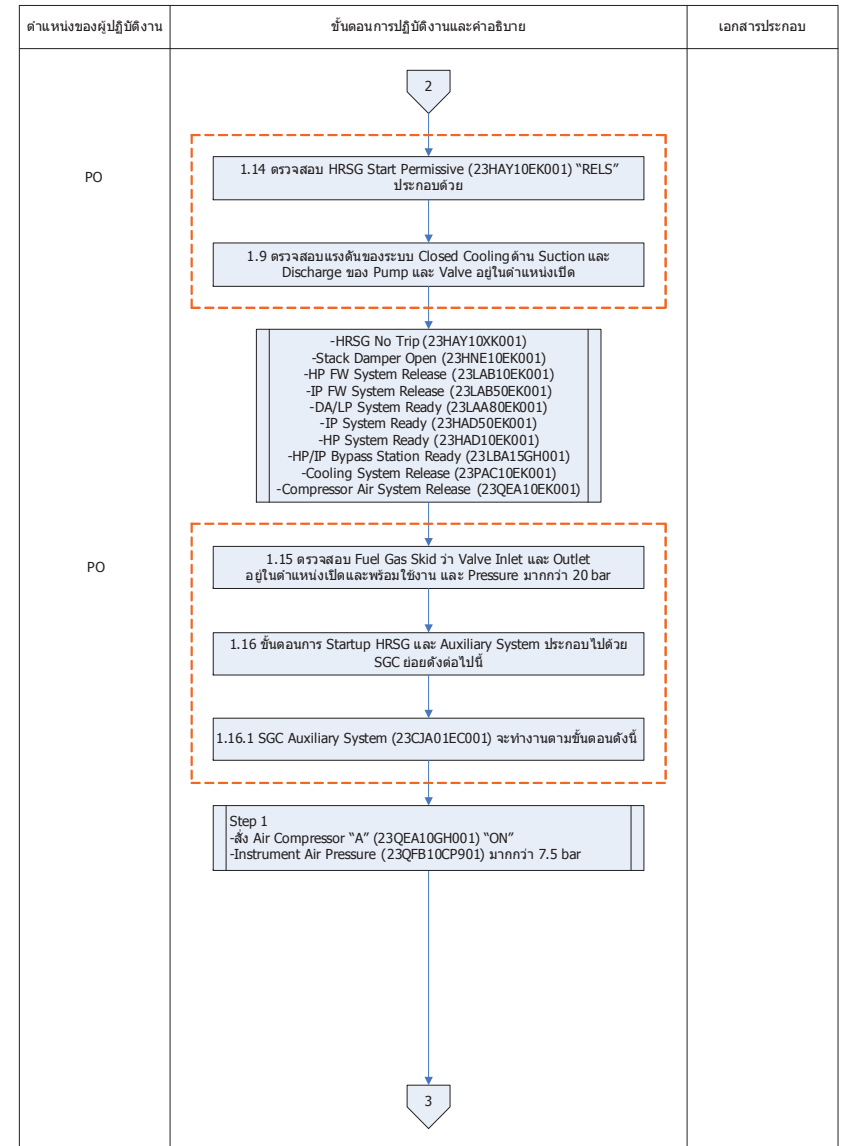 ตำแหน่งของผู้ปฏิบัติงาน
ขั้นตอนการปฏิบัติงานและคำอธิบาย
เอกสารประกอบ
2
PO
1.14 ตรวจสอบ HRSG Start Permissive (23HAY10EK001) “RELS”
ประกอบด้วย
1.9 ตรวจสอบแรงดันของระบบ Closed Coolingด้าน Suction และ
Discharge ของ Pump และ Valve อยู่ในตำแหน่งเปิด
-HRSG No Trip (23HAY10XK001)
-Stack Damper Open (23HNE10EK001)
-HP FW System Release (23LAB10EK001)
-IP FW System Release (23LAB50EK001)
-DA/LP System Ready (23LAA80EK001)
-IP System Ready (23HAD50EK001)
-HP System Ready (23HAD10EK001)
-HP/IP Bypass Station Ready (23LBA15GH001)
-Cooling System Release (23PAC10EK001)
-Compressor Air System Release (23QEA10EK001)
PO
1.15 ตรวจสอบ Fuel Gas Skid ว่า Valve Inlet และ Outlet
อยู่ในตำแหน่งเปิดและพร้อมใช้งาน และ Pressure มากกว่า 20 bar
1.16 ขั้นตอนการ Startup HRSG และ Auxiliary System ประกอบไปด้วย
SGC ย่อยดังต่อไปนี้
1.16.1 SGC Auxiliary System (23CJA01EC001) จะทำงานตามขั้นตอนดังนี้
Step 1
-สั่ง Air Compressor “A” (23QEA10GH001) “ON”
-Instrument Air Pressure (23QFB10CP901) มากกว่า 7.5 bar
3